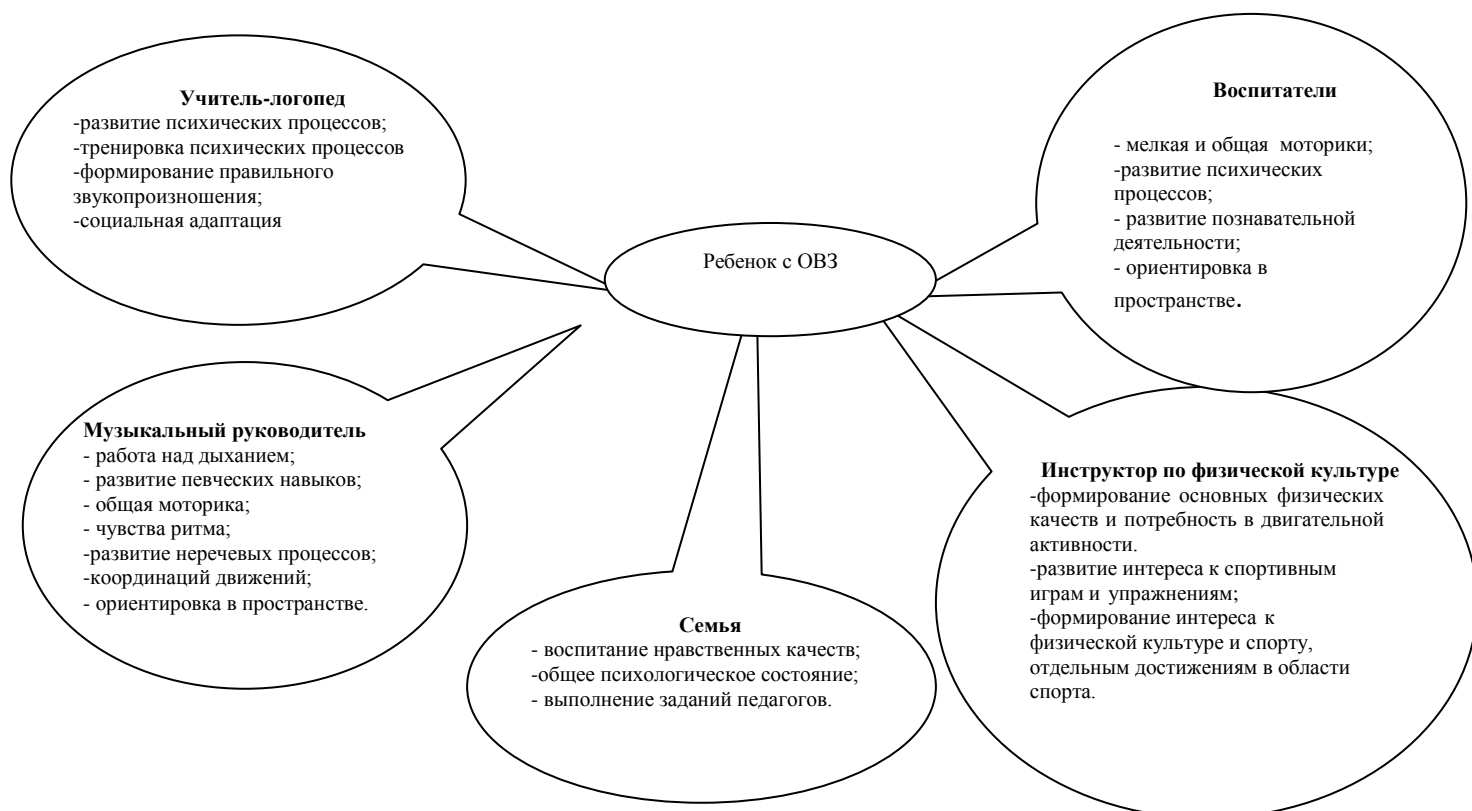 Учитель-логопед
-развитие психических процессов;
-тренировка психических процессов
-формирование правильного
звукопроизношения;
-социальная адаптация
Воспитатели
- мелкая и общая моторики;
-развитие психических
процессов;
- развитие познавательной
деятельности;
- ориентировка в
пространстве.
Ребенок с ОВЗ
Музыкальный руководитель
- работа над дыханием;
- развитие певческих навыков;
- общая моторика;
- чувства ритма;
-развитие неречевых процессов;
-координаций движений;
- ориентировка в пространстве.
Семья
- воспитание нравственных качеств;
-общее психологическое состояние;
- выполнение заданий педагогов.
Инструктор по физической культуре
-формирование основных физических
качеств и потребность в двигательной
активности.
-развитие интереса к спортивным
играм и упражнениям;
-формирование интереса к
физической культуре и спорту,
отдельным достижениям в области
спорта.